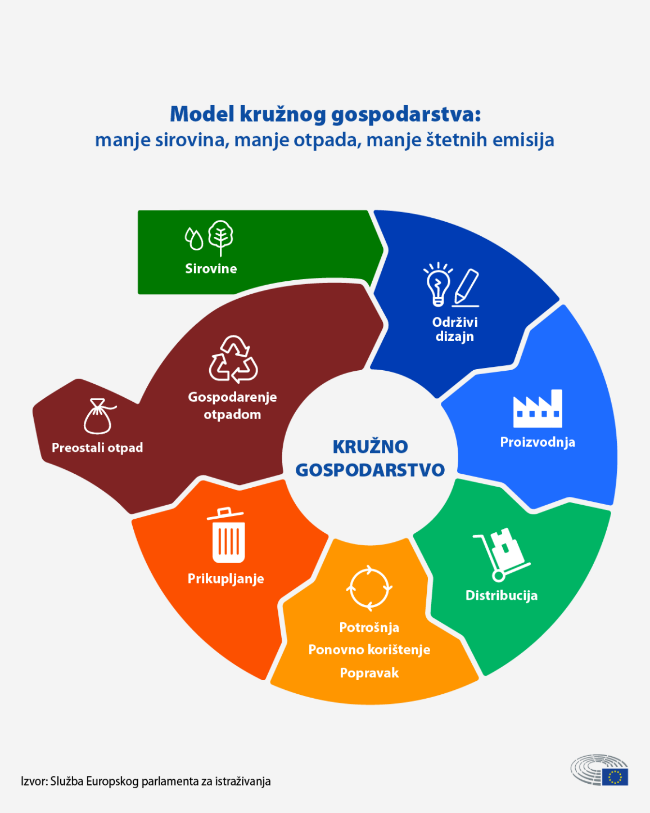 Model kružnog gospodarstva:
manje sirovina, manje otpada, manje štetnih emisija
Sirovine
Održivi
dizajn
Proizvodnja
Distribucija
Potrošnja
Ponovno korištenje
Popravak
Prikupljanje
Gospodarenje
otpadom
Preostali otpad
KRUŽNO
GOSPODARSTVO
Izvor: Služba Europskog parlamenta za istraživanja